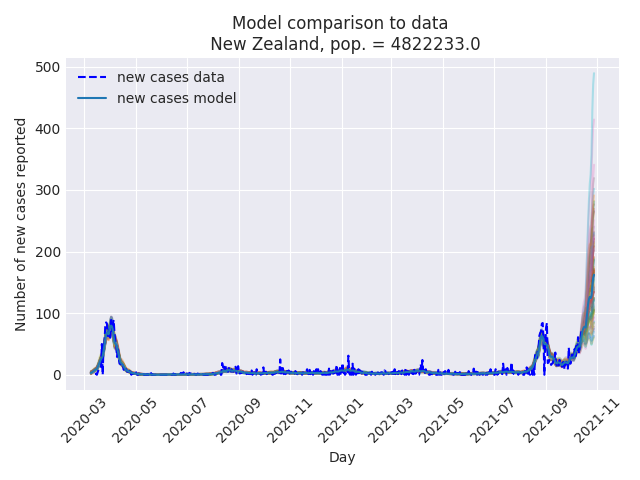 Model comparison to data
New Zealand, pop. = 4822233.0
new cases data
new cases model
Number of new cases reported
500
400
300
200
100
0
2020-03
2020-05
2020-07
2020-09
2020-11
2021-01
2021-03
2021-05
2021-07
2021-09
2021-11
Day